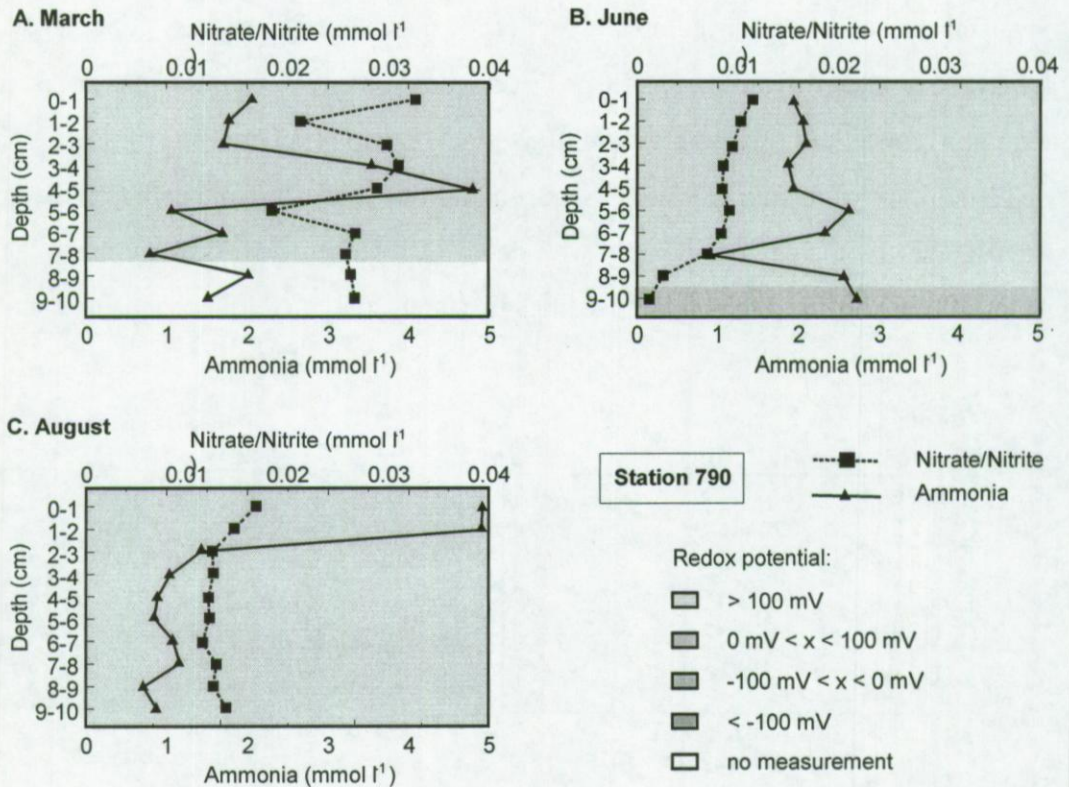 A. March
Nitrate/Nitrite (mmol l¹
0 0.01 0.02 0.03 0.04
Depth (cm)
0-1
1-2
2-3
3-4
4-5
5-6
6-7
7-8
8-9
9-10
0 1 2 3 4 5
Ammonia (mmol l¹)
B. June
Nitrate/Nitrite (mmol l¹
0 0.01 0.02 0.03 0.04
Depth (cm)
0-1
1-2
2-3
3-4
4-5
5-6
6-7
7-8
8-9
9-10
0 1 2 3 4 5
Ammonia (mmol l¹)
C. August
Nitrate/Nitrite (mmol l¹
0 0.01 0.02 0.03 0.04
Depth (cm)
0-1
1-2
2-3
3-4
4-5
5-6
6-7
7-8
8-9
9-10
0 1 2 3 4 5
Ammonia (mmol l¹)
Station 790
Nitrate/Nitrite
Ammonia
Redox potential:
> 100 mV
0 mV < x < 100 mV
-100 mV < x < 0 mV
< -100 mV
no measurement